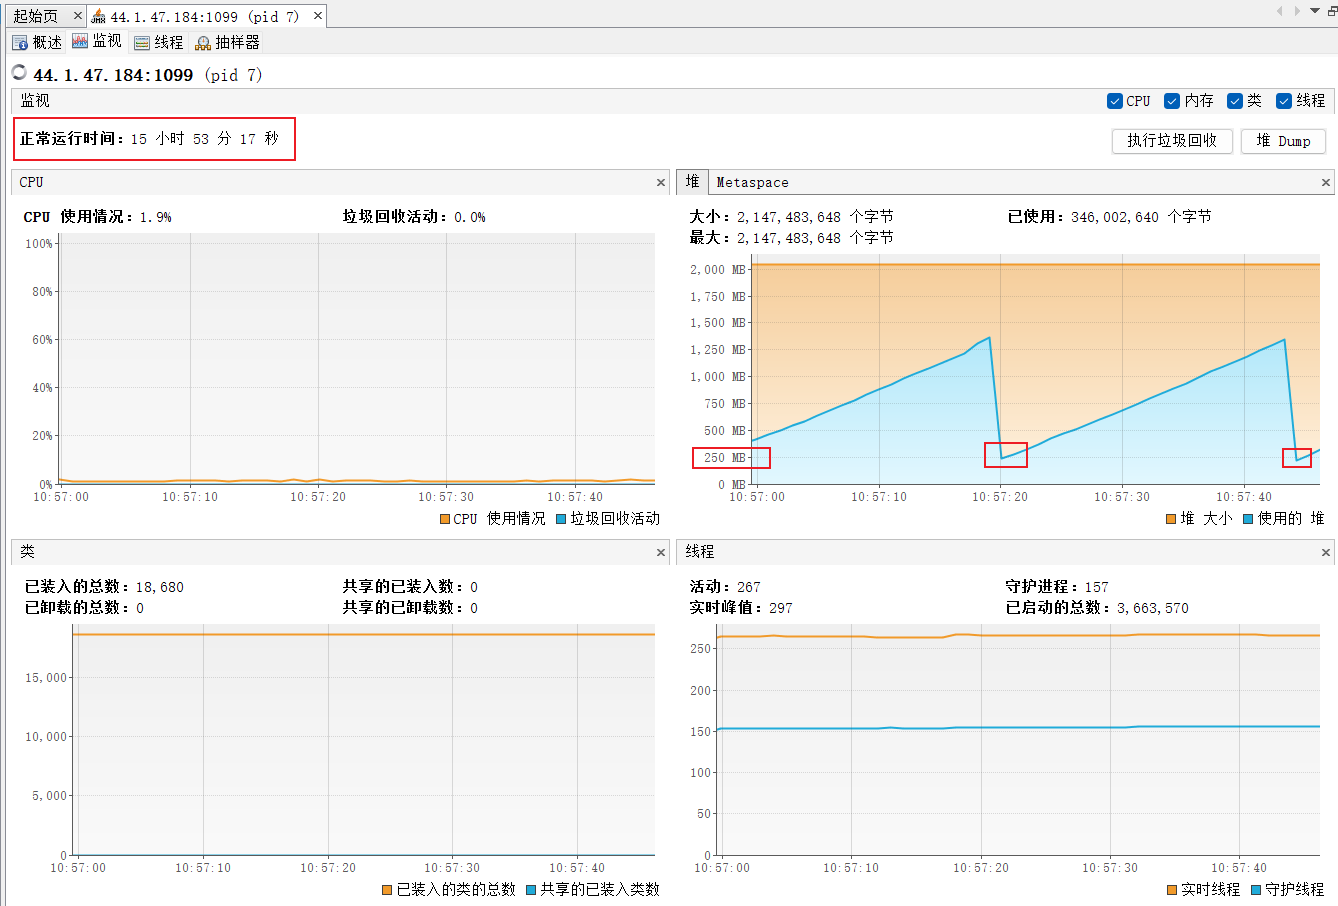 起始页 × 44.1.47.184:1099 (pid 7) ×
概述 监视 线程 抽样器
44.1.47.184:1099 (pid 7)
监视 CPU 内存 类 线程
正常运行时间: 15 小时 53 分 17 秒 执行垃圾回收 堆 Dump
CPU ×
CPU 使用情况: 1.9% 垃圾回收活动: 0.0%
100%
80%
60%
40%
20%
0%
10:57:00 10:57:10 10:57:20 10:57:30 10:57:40
CPU 使用情况 垃圾回收活动
堆 Metaspace ×
大小: 2,147,483,648 个字节 已使用: 346,002,640 个字节
最大: 2,147,483,648 个字节
2,000 MB
1,750 MB
1,500 MB
1,250 MB
1,000 MB
750 MB
500 MB
250 MB
0 MB
10:57:00 10:57:10 10:57:20 10:57:30 10:57:40
堆 大小 使用的 堆
类 ×
已装入的总数: 18,680 共享的已装入数: 0
已卸载的总数: 0 共享的已卸载数: 0
15,000
10,000
5,000
0
10:57:00 10:57:10 10:57:20 10:57:30 10:57:40
已装入的类的总数 共享的已装入类数
线程 ×
活动: 267 守护进程: 157
实时峰值: 297 已启动的总数: 3,663,570
250
200
150
100
50
0
10:57:00 10:57:10 10:57:20 10:57:30 10:57:40
实时线程 守护线程